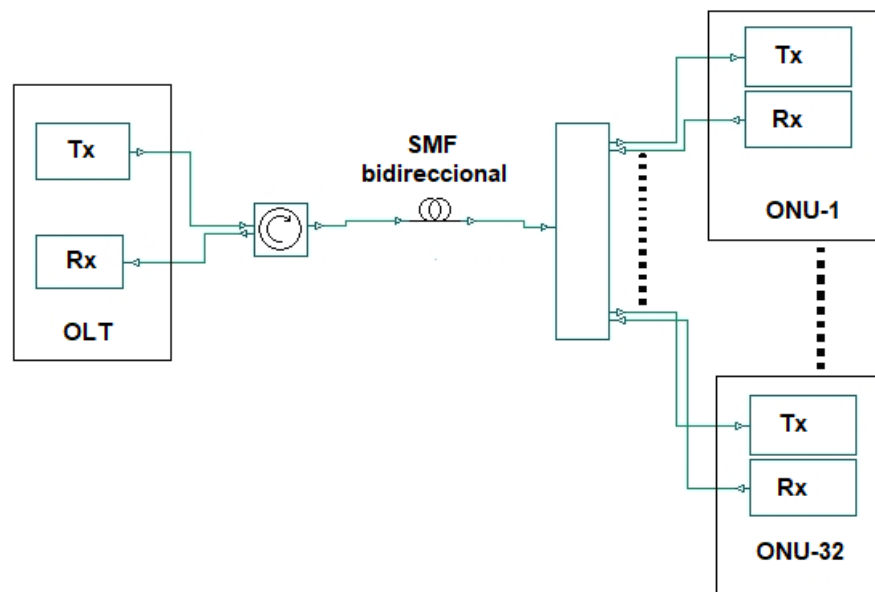 Tx
Rx
OLT
SMF
bidireccional
Tx
Rx
ONU-1
Tx
Rx
ONU-32